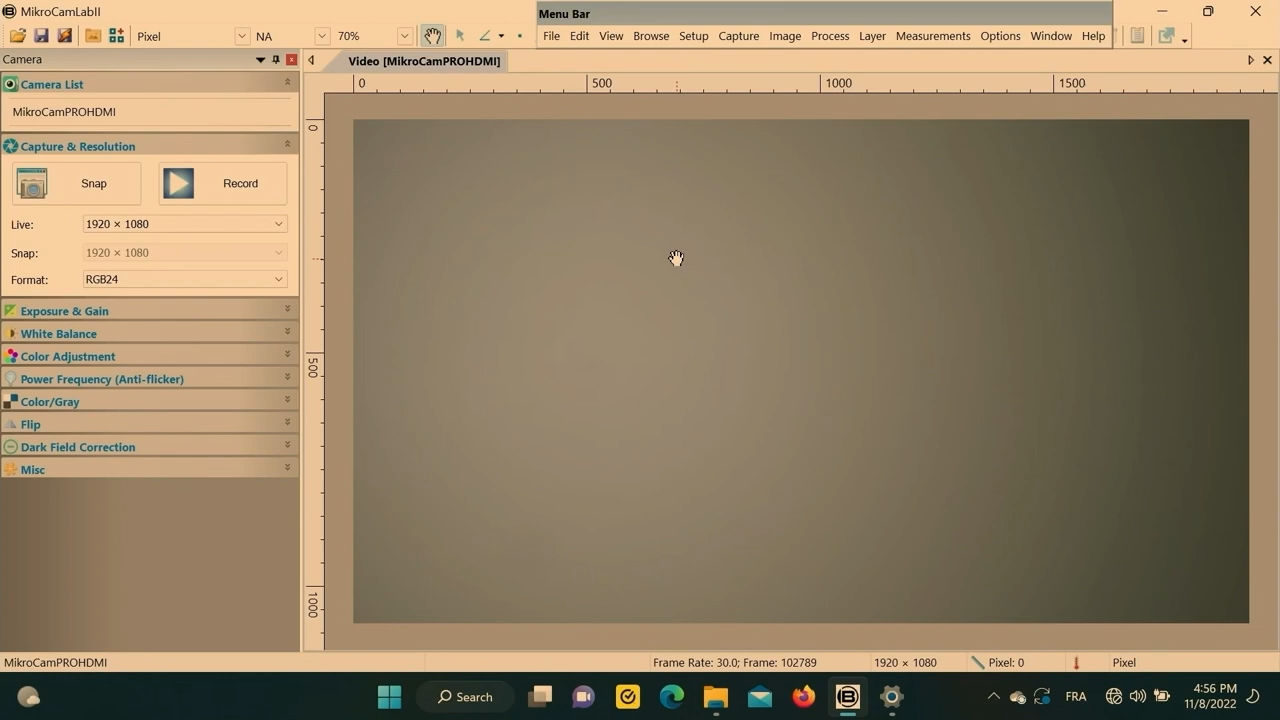 MikroCamLabII
Menu Bar
Pixel NA 70%
File Edit View Browse Setup Capture Image Process Layer Measurements Options Window Help
Camera
Video [MikroCamPROHDMI]
Camera List
MikroCamPROHDMI
Capture & Resolution
Snap Record
Live: 1920 × 1080
Snap: 1920 × 1080
Format: RGB24
Exposure & Gain
White Balance
Color Adjustment
Power Frequency (Anti-flicker)
Color/Gray
Flip
Dark Field Correction
Misc
0 500 1000 1500
0
500
1000
MikroCamPROHDMI Frame Rate: 30.0; Frame: 102789 1920 × 1080 Pixel: 0 Pixel
Search FRA 4:56 PM
11/8/2022